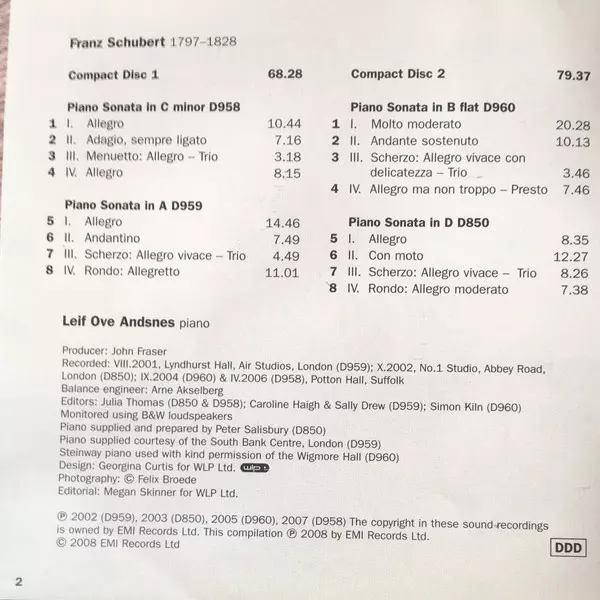 Franz Schubert 1797–1828
Compact Disc 1 68.28
Piano Sonata in C minor D958
1 I. Allegro 10.44
2 II. Adagio, sempre ligato 7.16
3 III. Menuetto: Allegro – Trio 3.18
4 IV. Allegro 8.15
Piano Sonata in A D959
5 I. Allegro 14.46
6 II. Andantino 7.49
7 III. Scherzo: Allegro vivace – Trio 4.49
8 IV. Rondo: Allegretto 11.01
Compact Disc 2 79.37
Piano Sonata in B flat D960
1 I. Molto moderato 20.28
2 II. Andante sostenuto 10.13
3 III. Scherzo: Allegro vivace con
delicatezza – Trio 3.46
4 IV. Allegro ma non troppo – Presto 7.46
Piano Sonata in D D850
5 I. Allegro 8.35
6 II. Con moto 12.27
7 III. Scherzo: Allegro vivace – Trio 8.26
8 IV. Rondo: Allegro moderato 7.38
Leif Ove Andsnes piano
Producer: John Fraser
Recorded: VIII.2001, Lyndhurst Hall, Air Studios, London (D959); X.2002, No.1 Studio, Abbey Road,
London (D850); IX.2004 (D960) & IV.2006 (D958), Potton Hall, Suffolk
Balance engineer: Arne Akselberg
Editors: Julia Thomas (D850 & D958); Caroline Haigh & Sally Drew (D959); Simon Kiln (D960)
Monitored using B&W loudspeakers
Piano supplied and prepared by Peter Salisbury (D850)
Piano supplied courtesy of the South Bank Centre, London (D959)
Steinway piano used with kind permission of the Wigmore Hall (D960)
Design: Georgina Curtis for WLP Ltd. wlp
Photography: © Felix Broede
Editorial: Megan Skinner for WLP Ltd.
℗ 2002 (D959), 2003 (D850), 2005 (D960), 2007 (D958) The copyright in these sound-recordings
is owned by EMI Records Ltd. This compilation ℗ 2008 by EMI Records Ltd.
© 2008 EMI Records Ltd
DDD
2